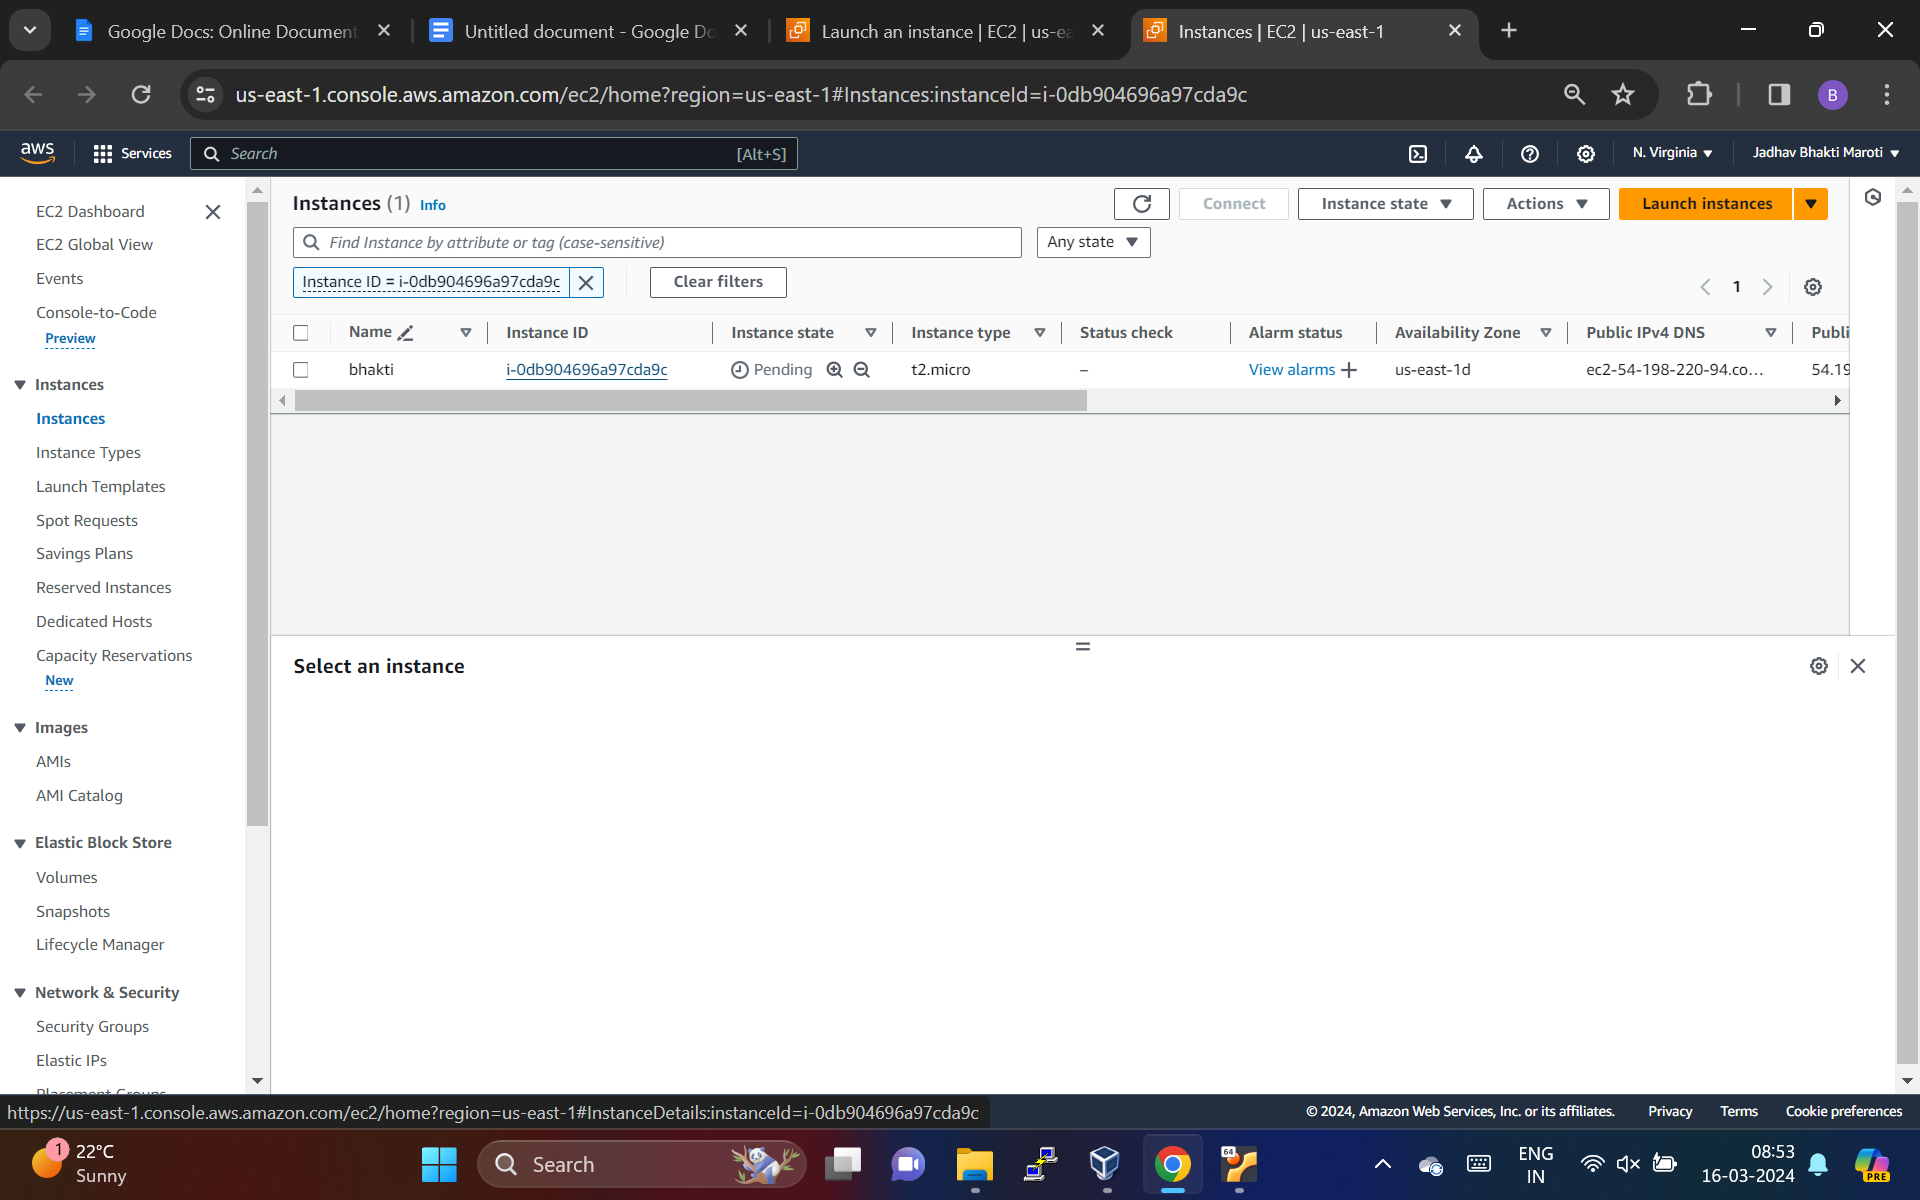 Google Docs: Online Document
Untitled document - Google Do
Launch an instance | EC2 | us-ea
Instances | EC2 | us-east-1
us-east-1.console.aws.amazon.com/ec2/home?region=us-east-1#Instances:instanceId=i-0db904696a97cda9c
B
aws
Services
Search
[Alt+S]
N. Virginia
Jadhav Bhakti Maroti
EC2 Dashboard
EC2 Global View
Events
Console-to-Code
Preview
Instances
Instances
Instance Types
Launch Templates
Spot Requests
Savings Plans
Reserved Instances
Dedicated Hosts
Capacity Reservations
New
Images
AMIs
AMI Catalog
Elastic Block Store
Volumes
Snapshots
Lifecycle Manager
Network & Security
Security Groups
Elastic IPs
Placement Groups
Instances (1) Info
Connect
Instance state
Actions
Launch instances
Find Instance by attribute or tag (case-sensitive)
Any state
Instance ID = i-0db904696a97cda9c
Clear filters
1
Name Instance ID Instance state Instance type Status check Alarm status Availability Zone Public IPv4 DNS Publi
bhakti i-0db904696a97cda9c Pending t2.micro – View alarms + us-east-1d ec2-54-198-220-94.co... 54.19
Select an instance
https://us-east-1.console.aws.amazon.com/ec2/home?region=us-east-1#InstanceDetails:instanceId=i-0db904696a97cda9c
© 2024, Amazon Web Services, Inc. or its affiliates.
Privacy
Terms
Cookie preferences
1
22°C
Sunny
Search
64
ENG
IN
08:53
16-03-2024
PRE